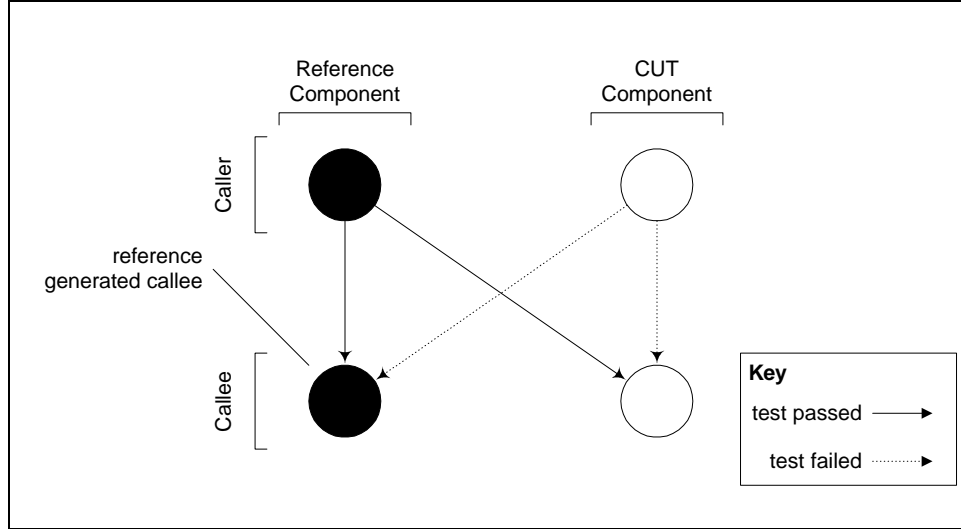 Reference
Component
CUT
Component
Caller
reference
generated callee
Callee
Key
test passed
test failed